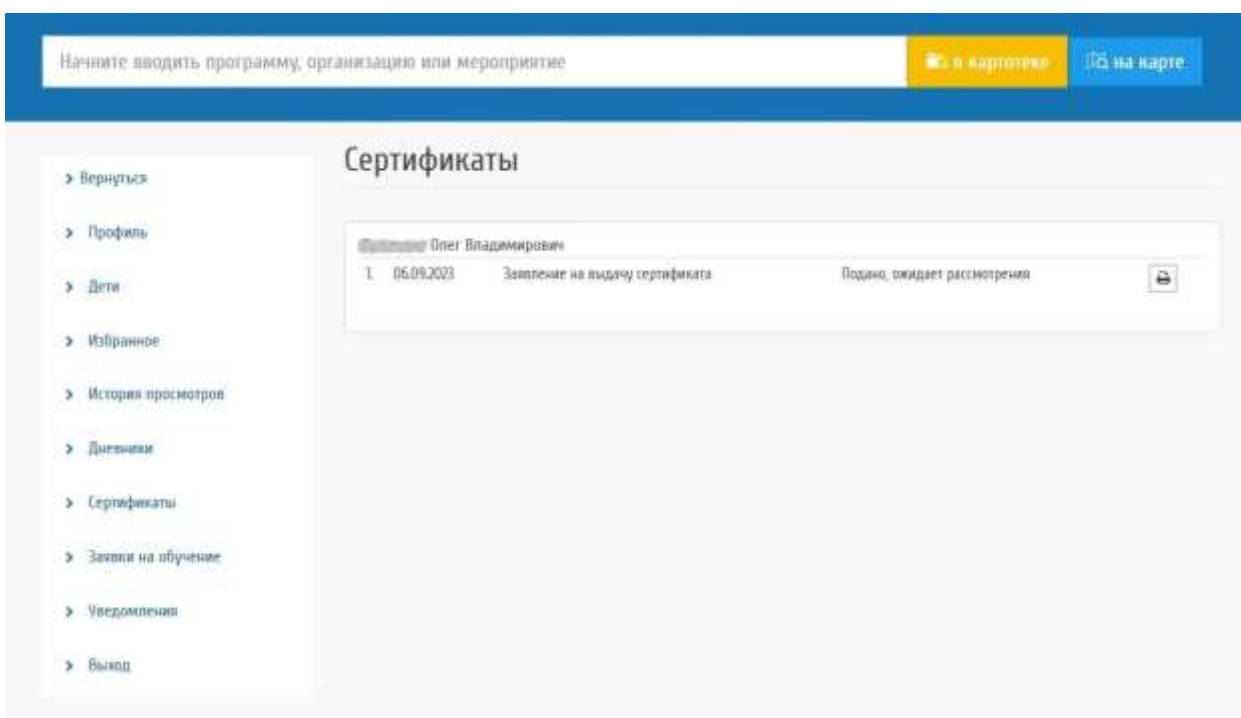 Начните вводить программу, организацию или мероприятие
в картотеке
на карте
Сертификаты
Вернуться
Профиль
Дети
Избранное
История просмотров
Дневники
Сертификаты
Заявки на обучение
Уведомления
Выход
Олег Владимирович
1. 06.09.2023 Заявление на выдачу сертификата Подано, ожидает рассмотрения